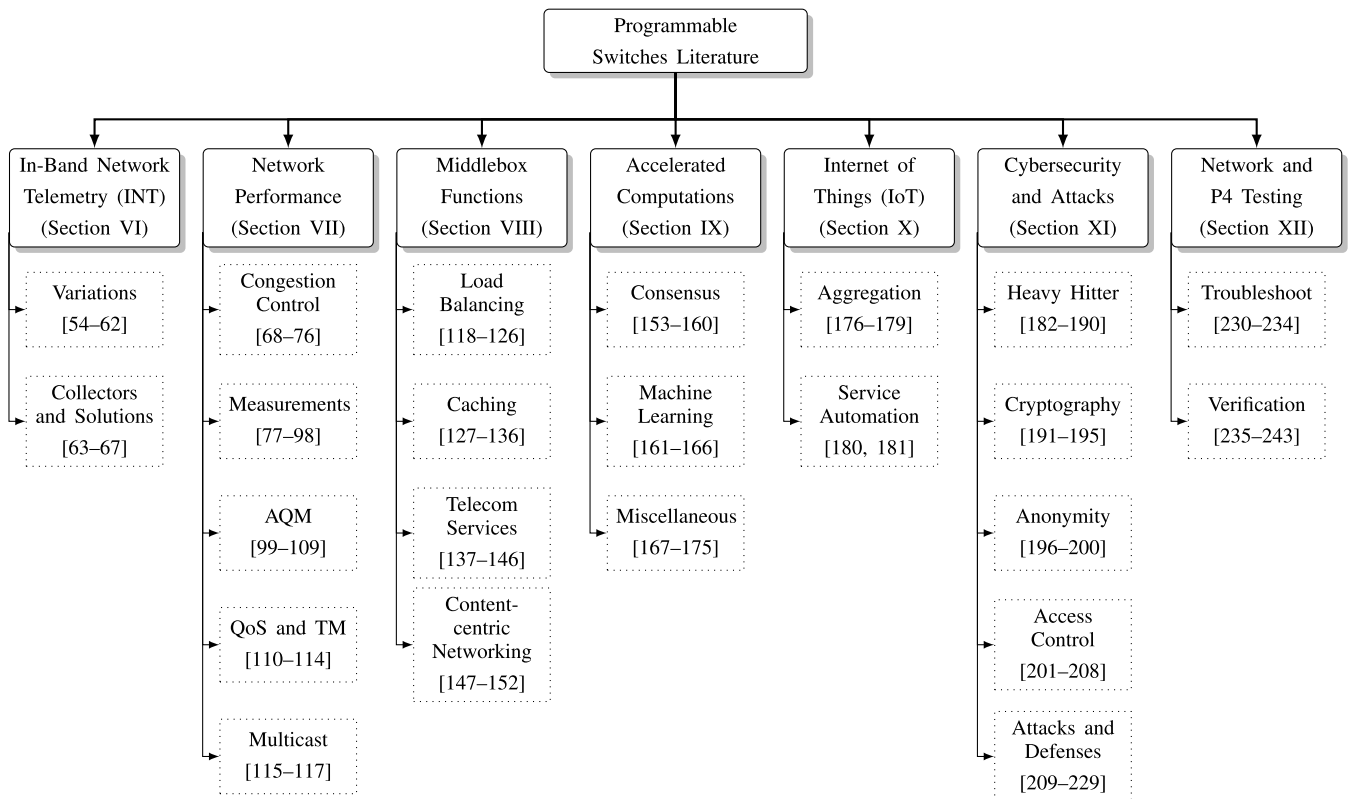 Programmable
Switches Literature
In-Band Network
Telemetry (INT)
(Section VI)
Variations
[54–62]
Collectors
and Solutions
[63–67]
Network
Performance
(Section VII)
Congestion
Control
[68–76]
Measurements
[77–98]
AQM
[99–109]
QoS and TM
[110–114]
Multicast
[115–117]
Middlebox
Functions
(Section VIII)
Load
Balancing
[118–126]
Caching
[127–136]
Telecom
Services
[137–146]
Content-
centric
Networking
[147–152]
Accelerated
Computations
(Section IX)
Consensus
[153–160]
Machine
Learning
[161–166]
Miscellaneous
[167–175]
Internet of
Things (IoT)
(Section X)
Aggregation
[176–179]
Service
Automation
[180, 181]
Cybersecurity
and Attacks
(Section XI)
Heavy Hitter
[182–190]
Cryptography
[191–195]
Anonymity
[196–200]
Access
Control
[201–208]
Attacks and
Defenses
[209–229]
Network and
P4 Testing
(Section XII)
Troubleshoot
[230–234]
Verification
[235–243]